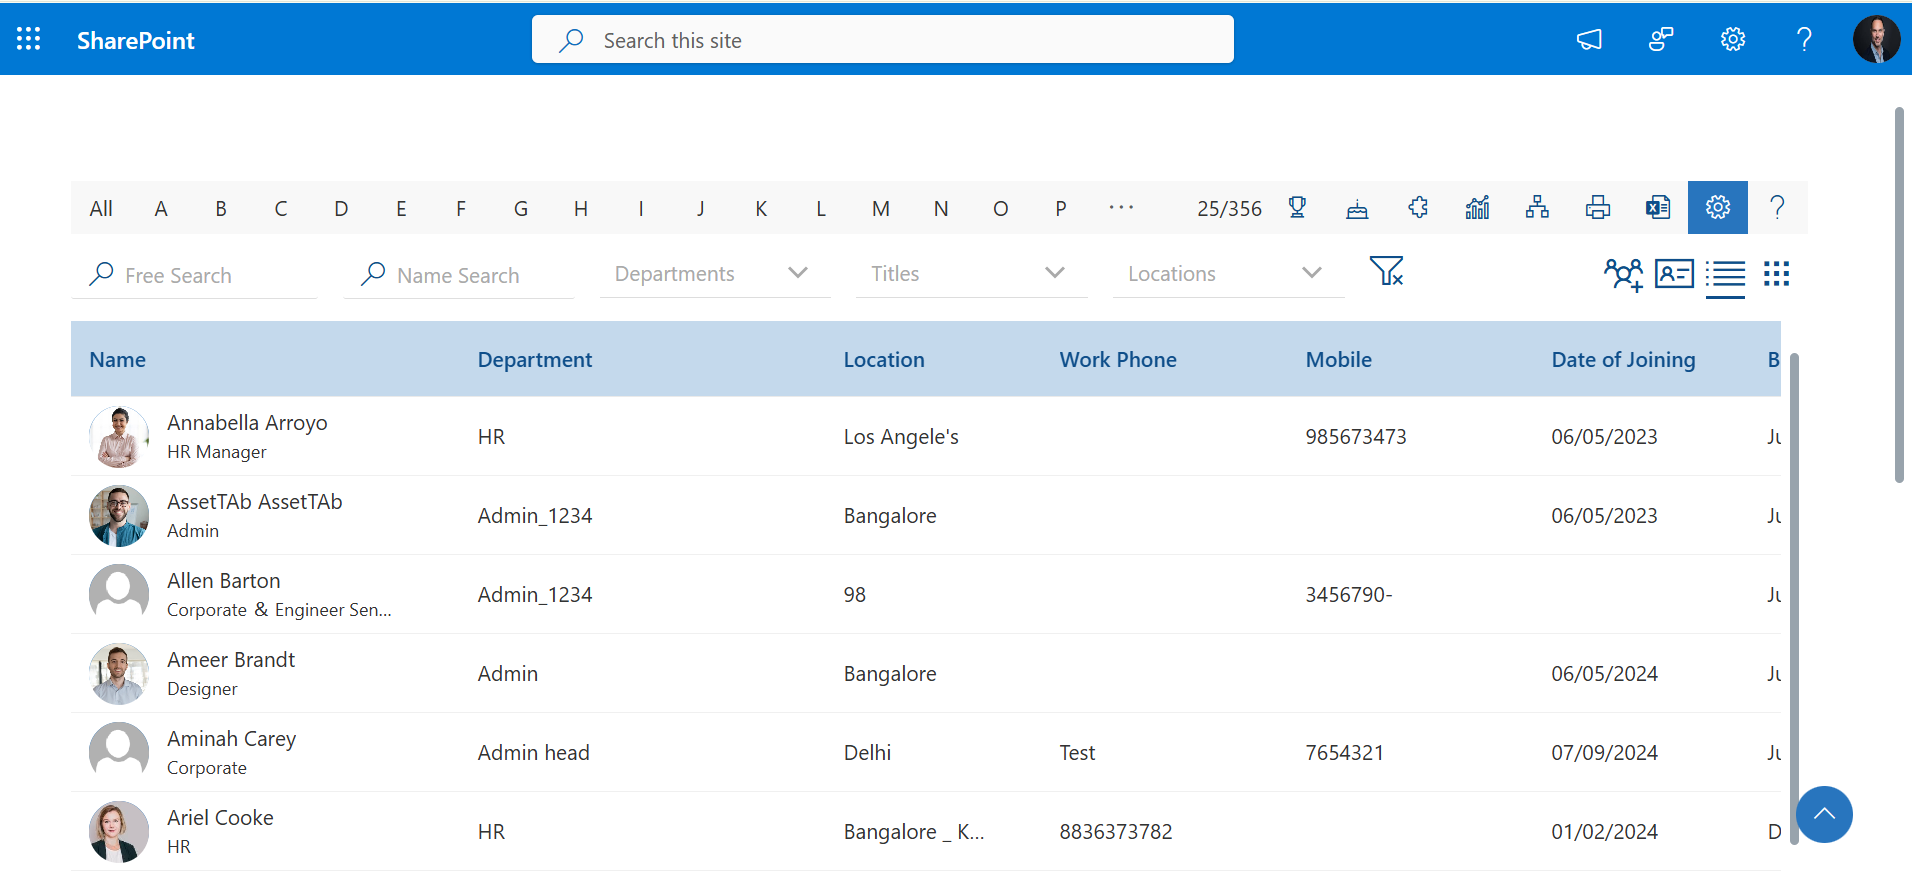 SharePoint
Search this site
All A B C D E F G H I J K L M N O P ··· 25/356
Free Search Name Search Departments Titles Locations
Name Department Location Work Phone Mobile Date of Joining B
Annabella Arroyo
HR Manager
HR Los Angele's 985673473 06/05/2023 Ju
AssetTAb AssetTAb
Admin
Admin_1234 Bangalore 06/05/2023 Ju
Allen Barton
Corporate & Engineer Sen...
Admin_1234 98 3456790- Ju
Ameer Brandt
Designer
Admin Bangalore 06/05/2024 Ju
Aminah Carey
Corporate
Admin head Delhi Test 7654321 07/09/2024 Ju
Ariel Cooke
HR
HR Bangalore _ K... 8836373782 01/02/2024 D